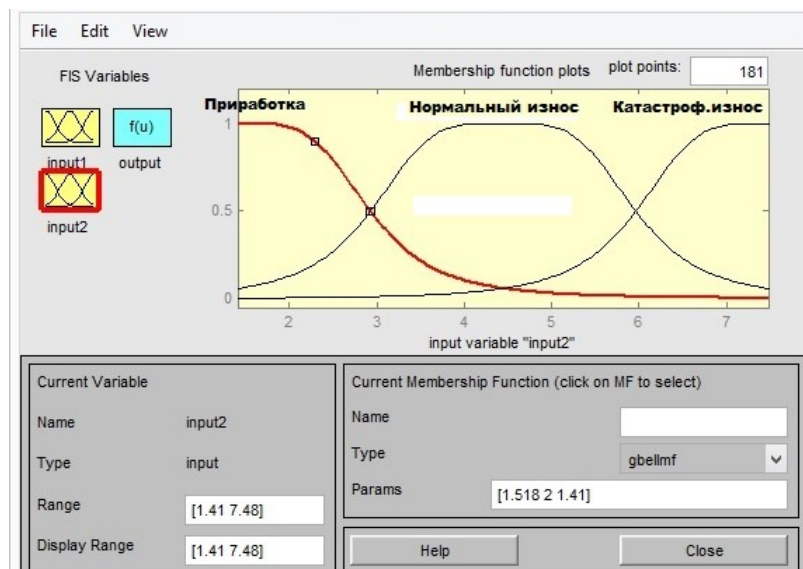 File Edit View
FIS Variables
Membership function plots plot points: 181
f(u)
input1 output
input2
Приработка Нормальный износ Катастроф.износ
1
0.5
0
2 3 4 5 6 7
input variable "input2"
Current Variable
Name input2
Type input
Range [1.41 7.48]
Display Range [1.41 7.48]
Current Membership Function (click on MF to select)
Name
Type gbellmf
Params [1.518 2 1.41]
Help Close